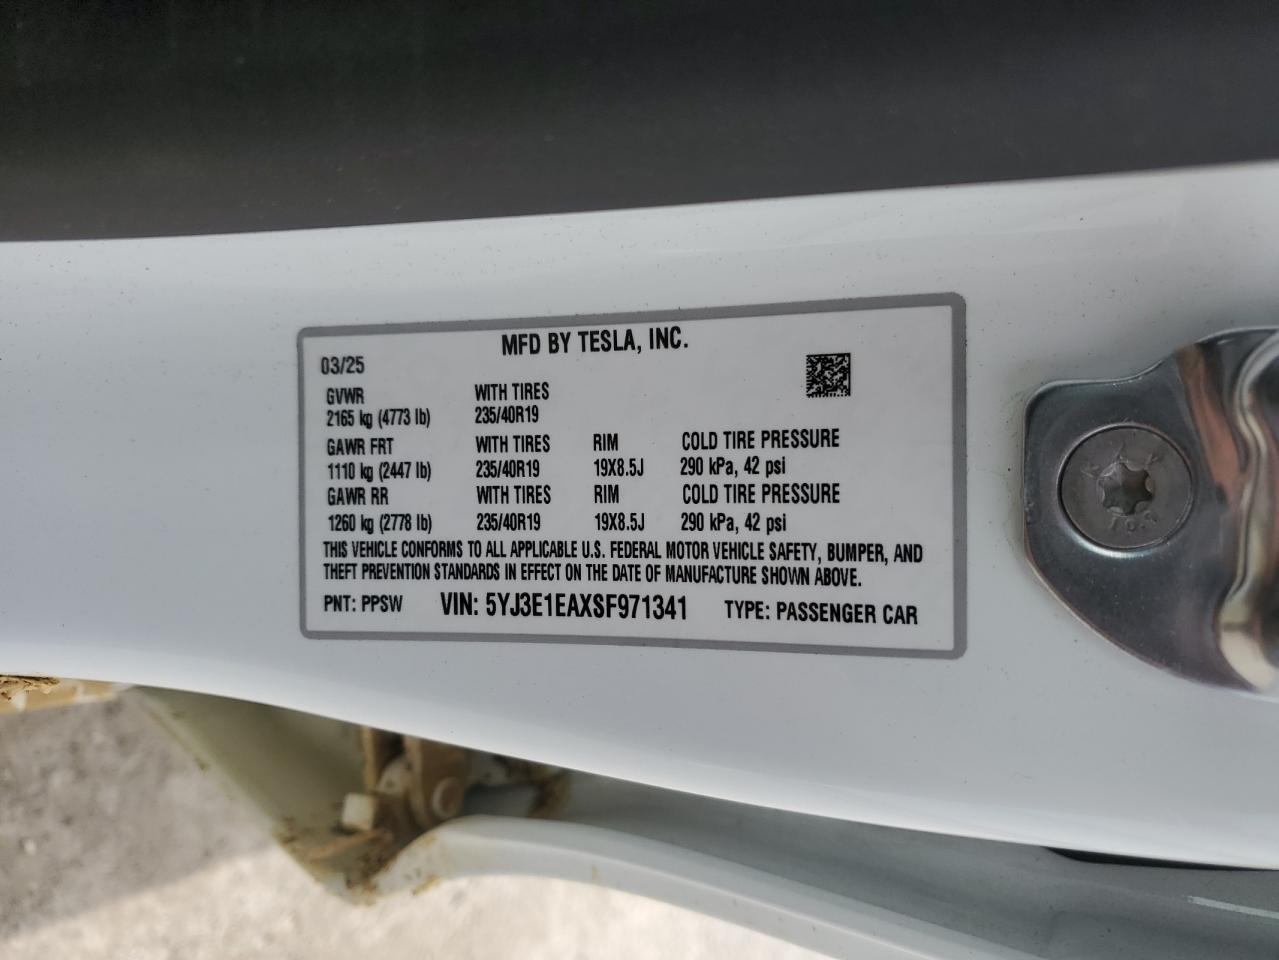 MFD BY TESLA, INC.
03/25
GVWR WITH TIRES
2165 kg (4773 lb) 235/40R19
GAWR FRT WITH TIRES RIM COLD TIRE PRESSURE
1110 kg (2447 lb) 235/40R19 19X8.5J 290 kPa, 42 psi
GAWR RR WITH TIRES RIM COLD TIRE PRESSURE
1260 kg (2778 lb) 235/40R19 19X8.5J 290 kPa, 42 psi
THIS VEHICLE CONFORMS TO ALL APPLICABLE U.S. FEDERAL MOTOR VEHICLE SAFETY, BUMPER, AND
THEFT PREVENTION STANDARDS IN EFFECT ON THE DATE OF MANUFACTURE SHOWN ABOVE.
PNT: PPSW VIN: 5YJ3E1EAXSF971341 TYPE: PASSENGER CAR
10.9